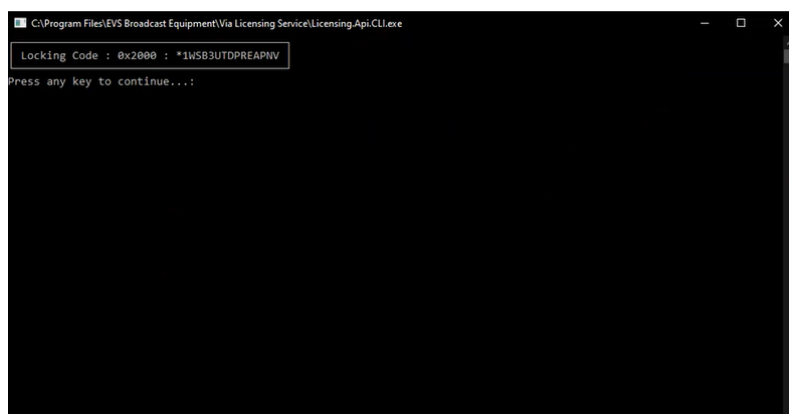 C:\Program Files\EVS Broadcast Equipment\Via Licensing Service\Licensing.Api.CLI.exe
Locking Code : 0x2000 : *1WSB3UTDPREAPNV
Press any key to continue...: